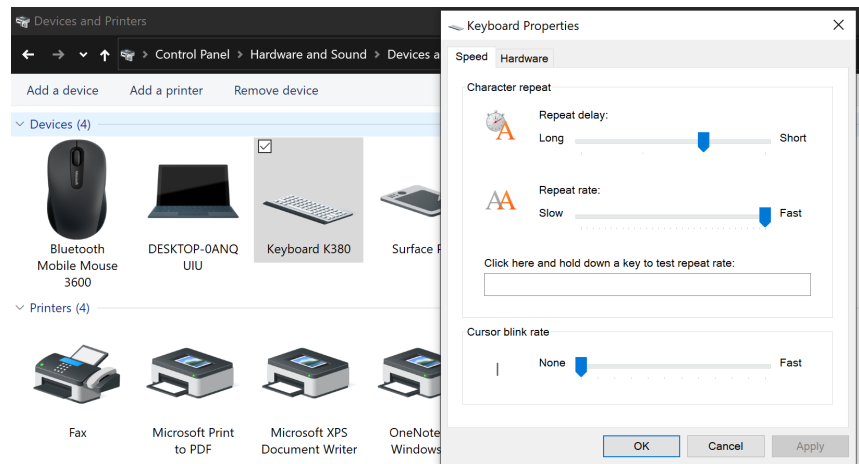 Devices and Printers
Control Panel > Hardware and Sound > Devices a
Add a device Add a printer Remove device
Devices (4)
Bluetooth
Mobile Mouse
3600
DESKTOP-0ANQ
UIU
Keyboard K380
Surface P
Printers (4)
Fax
Microsoft Print
to PDF
Microsoft XPS
Document Writer
OneNote
Windows
Keyboard Properties
Speed Hardware
Character repeat
Repeat delay:
Long Short
Repeat rate:
Slow Fast
Click here and hold down a key to test repeat rate:
Cursor blink rate
None Fast
OK Cancel Apply